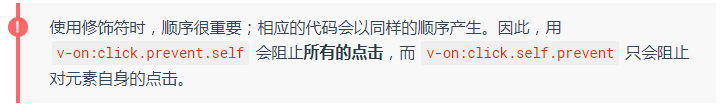 !
使用修饰符时，顺序很重要；相应的代码会以同样的顺序产生。因此，用
v-on:click.prevent.self 会阻止所有的点击，而 v-on:click.self.prevent 只会阻止
对元素自身的点击。